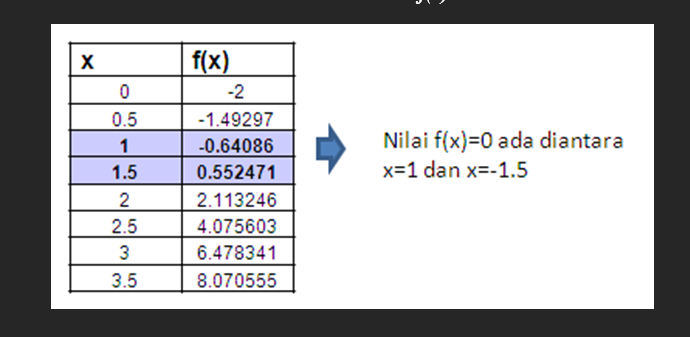 x f(x)
0 -2
0.5 -1.49297
1 -0.64086
1.5 0.552471
2 2.113246
2.5 4.075603
3 6.478341
3.5 8.070555
Nilai f(x)=0 ada diantara
x=1 dan x=-1.5